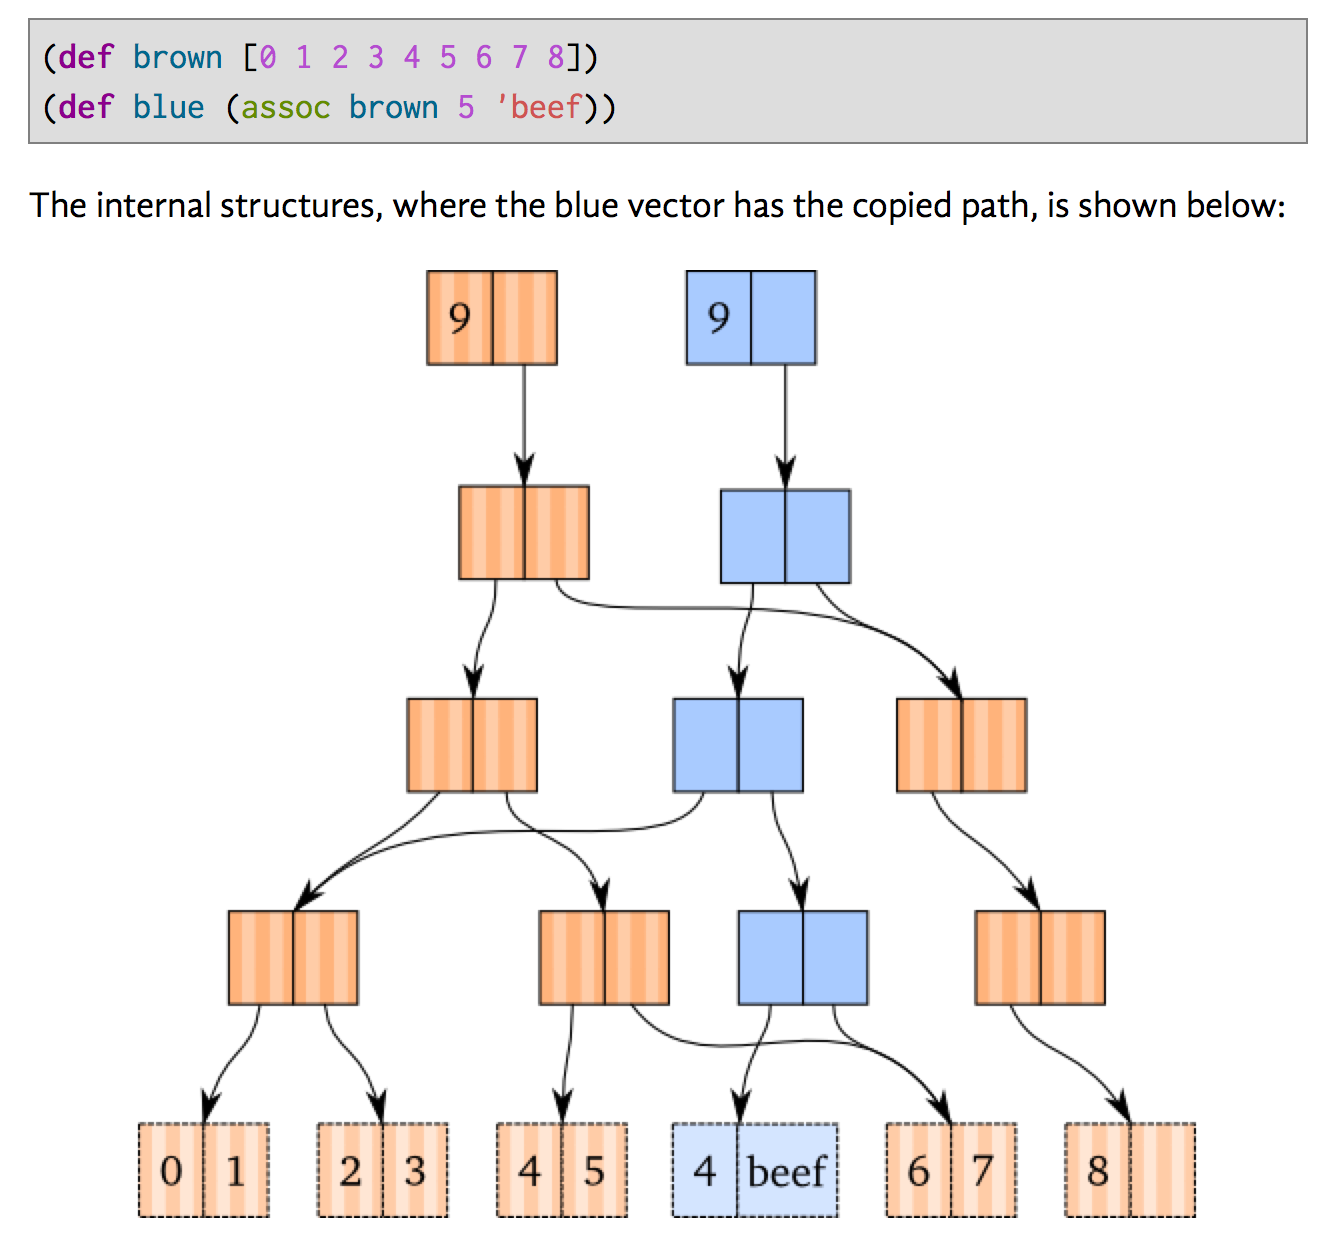 (def brown [0 1 2 3 4 5 6 7 8])
(def blue (assoc brown 5 'beef))
The internal structures, where the blue vector has the copied path, is shown below:
9 9
0 1 2 3 4 5 4 beef 6 7 8